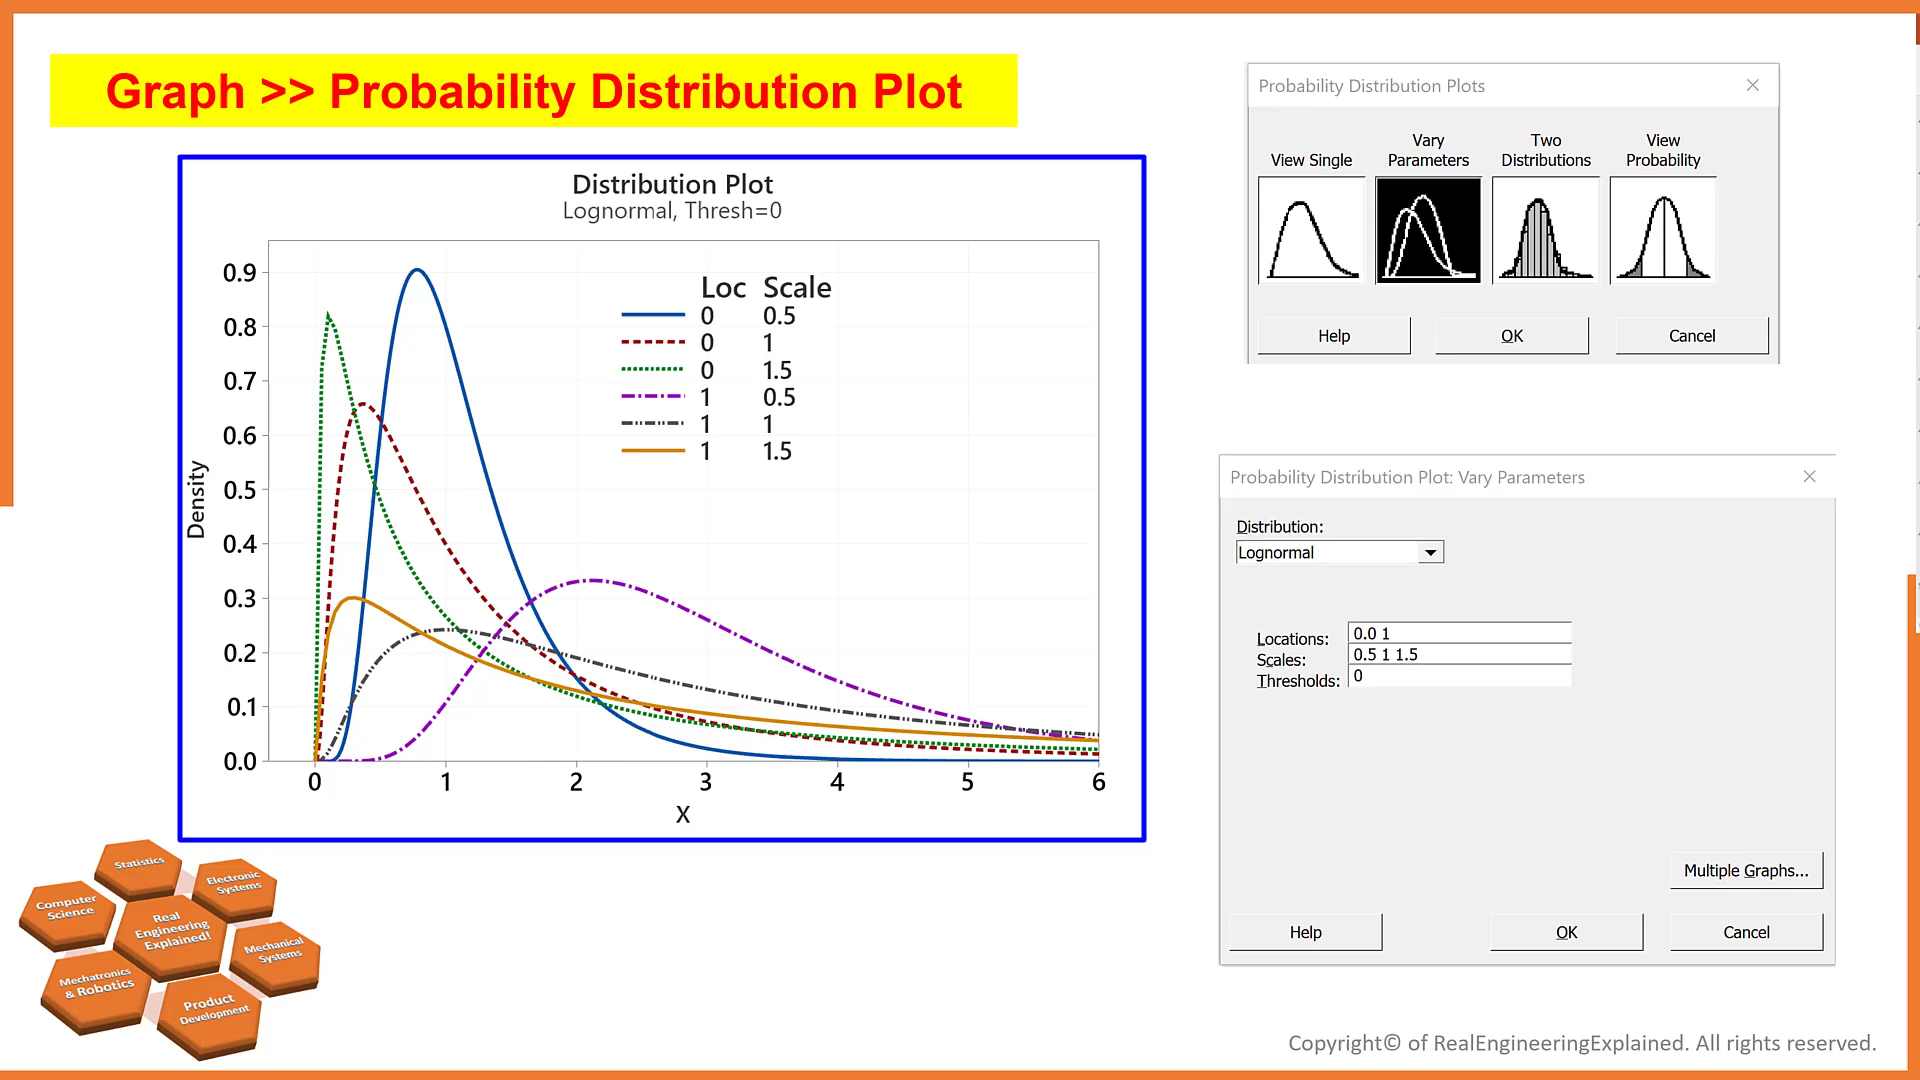 Graph >> Probability Distribution Plot
Distribution Plot
Lognormal, Thresh=0
Loc Scale
0 0.5
0 1
0 1.5
1 0.5
1 1
1 1.5
Density
0.9
0.8
0.7
0.6
0.5
0.4
0.3
0.2
0.1
0.0
0 1 2 3 4 5 6
X
Probability Distribution Plots
View Single
Vary
Parameters
Two
Distributions
View
Probability
Help OK Cancel
Probability Distribution Plot: Vary Parameters
Distribution:
Lognormal
Locations: 0.0 1
Scales: 0.5 1 1.5
Thresholds: 0
Multiple Graphs...
Help OK Cancel
Statistics
Electronic
Systems
Computer
Science
Real
Engineering
Explained!
Mechanical
Systems
Mechatronics
& Robotics
Product
Development
Copyright© of RealEngineeringExplained. All rights reserved.